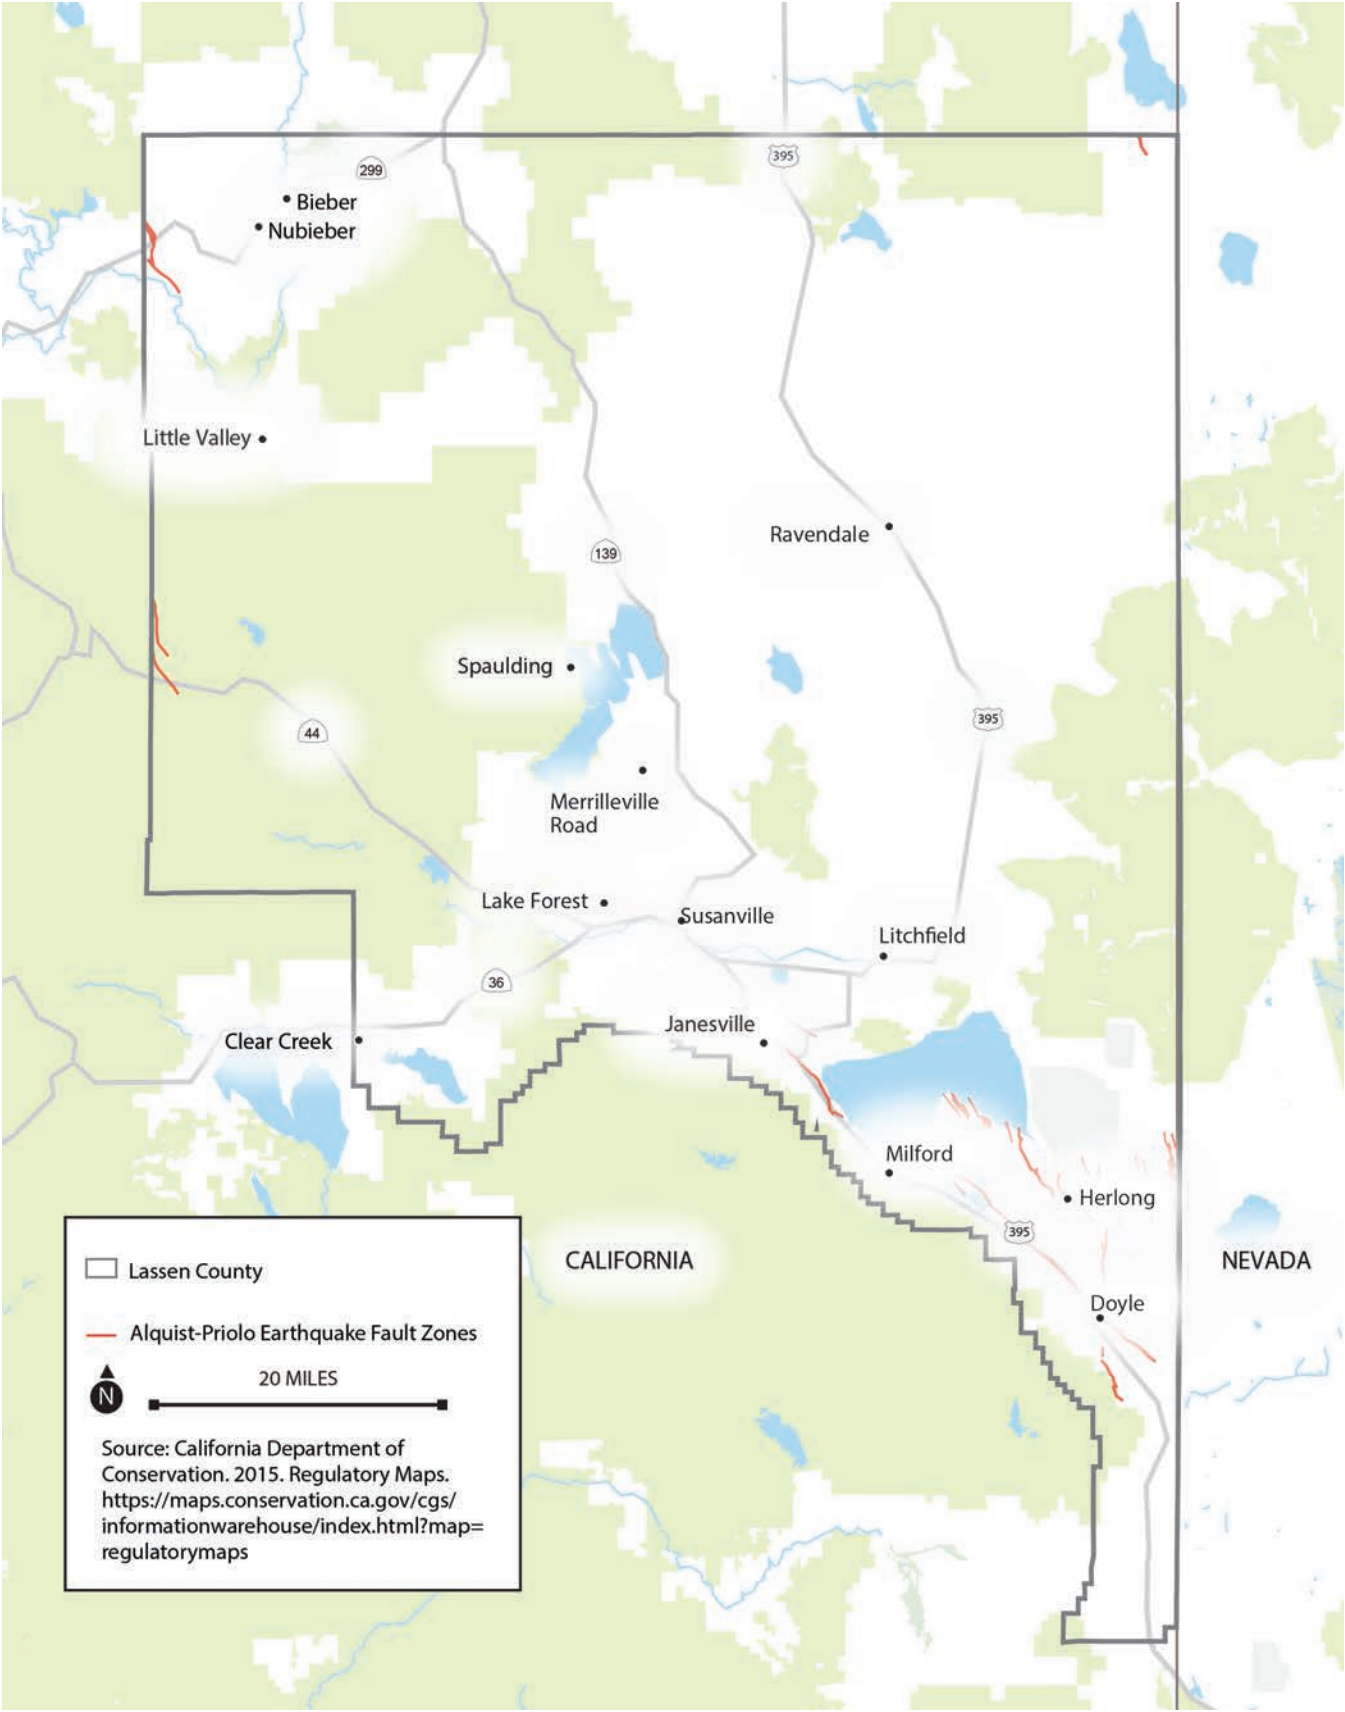 395
299
Bieber
Nubieber
Little Valley
Ravendale
139
Spaulding
395
44
Merrilleville
Road
Lake Forest
Susanville
Litchfield
36
Janesville
Clear Creek
Milford
Herlong
395
CALIFORNIA
NEVADA
Doyle
Lassen County
Alquist-Priolo Earthquake Fault Zones
N
20 MILES
Source: California Department of
Conservation. 2015. Regulatory Maps.
https://maps.conservation.ca.gov/cgs/
informationwarehouse/index.html?map=
regulatorymaps